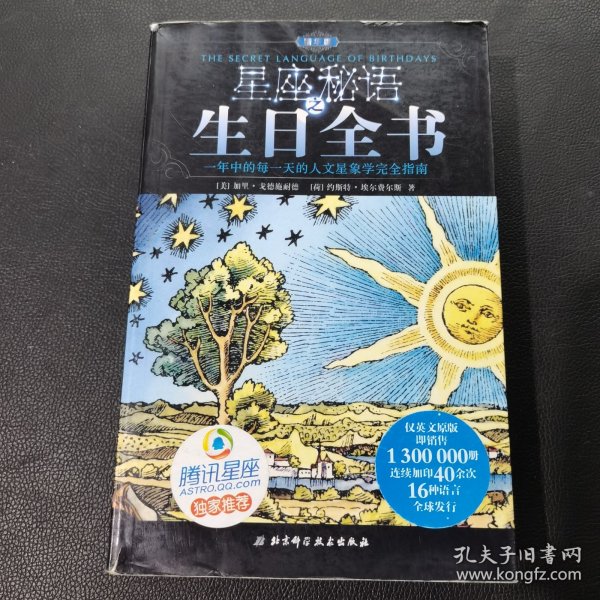 精华版
THE SECRET LANGUAGE OF BIRTHDAYS
星座秘语
之
生日全书
一年中的每一天的人文星象学完全指南
[美] 加里·戈德施耐德 [荷] 约斯特·埃尔费尔斯 著
仅英文原版
即销售
1 300 000册
连续加印40余次
16种语言
全球发行
腾讯星座
ASTRO.QQ.COM
独家推荐
北京科学技术出版社
孔夫子旧书网
www.kongfz.com